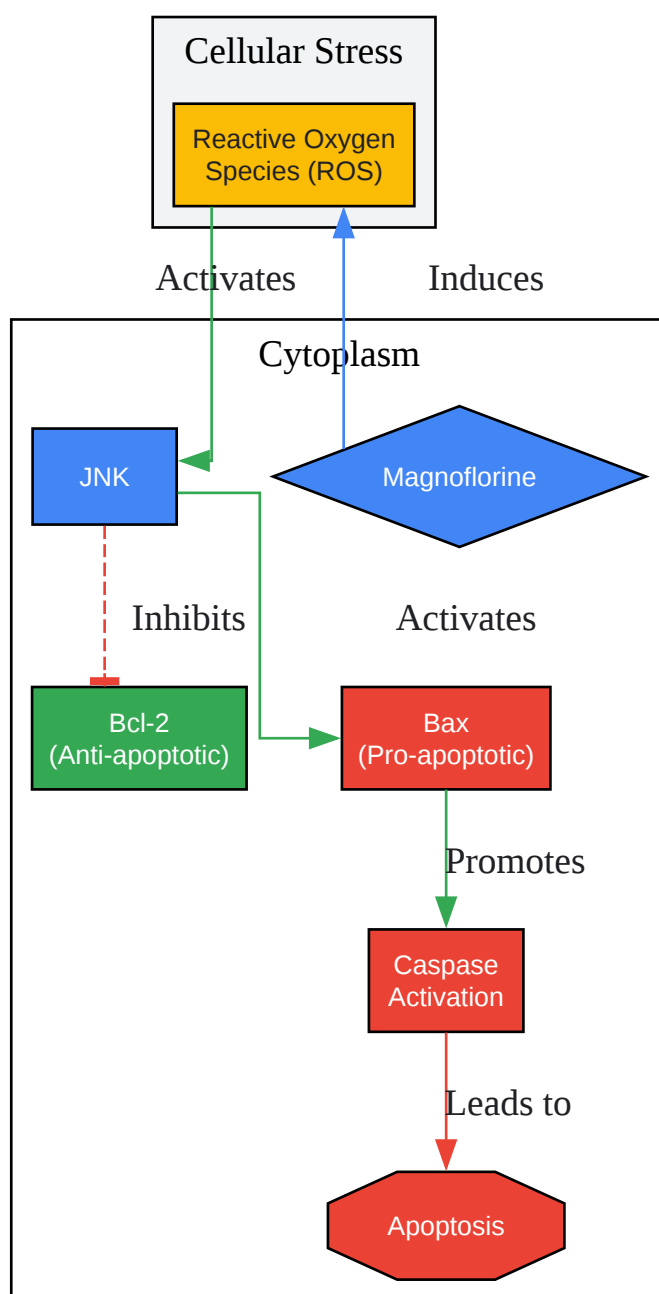 Cellular Stress
Reactive Oxygen
Species (ROS)
Activates
Induces
Cytoplasm
JNK
Magnoflorine
Inhibits
Activates
Bcl-2
(Anti-apoptotic)
Bax
(Pro-apoptotic)
Promotes
Caspase
Activation
Leads to
Apoptosis